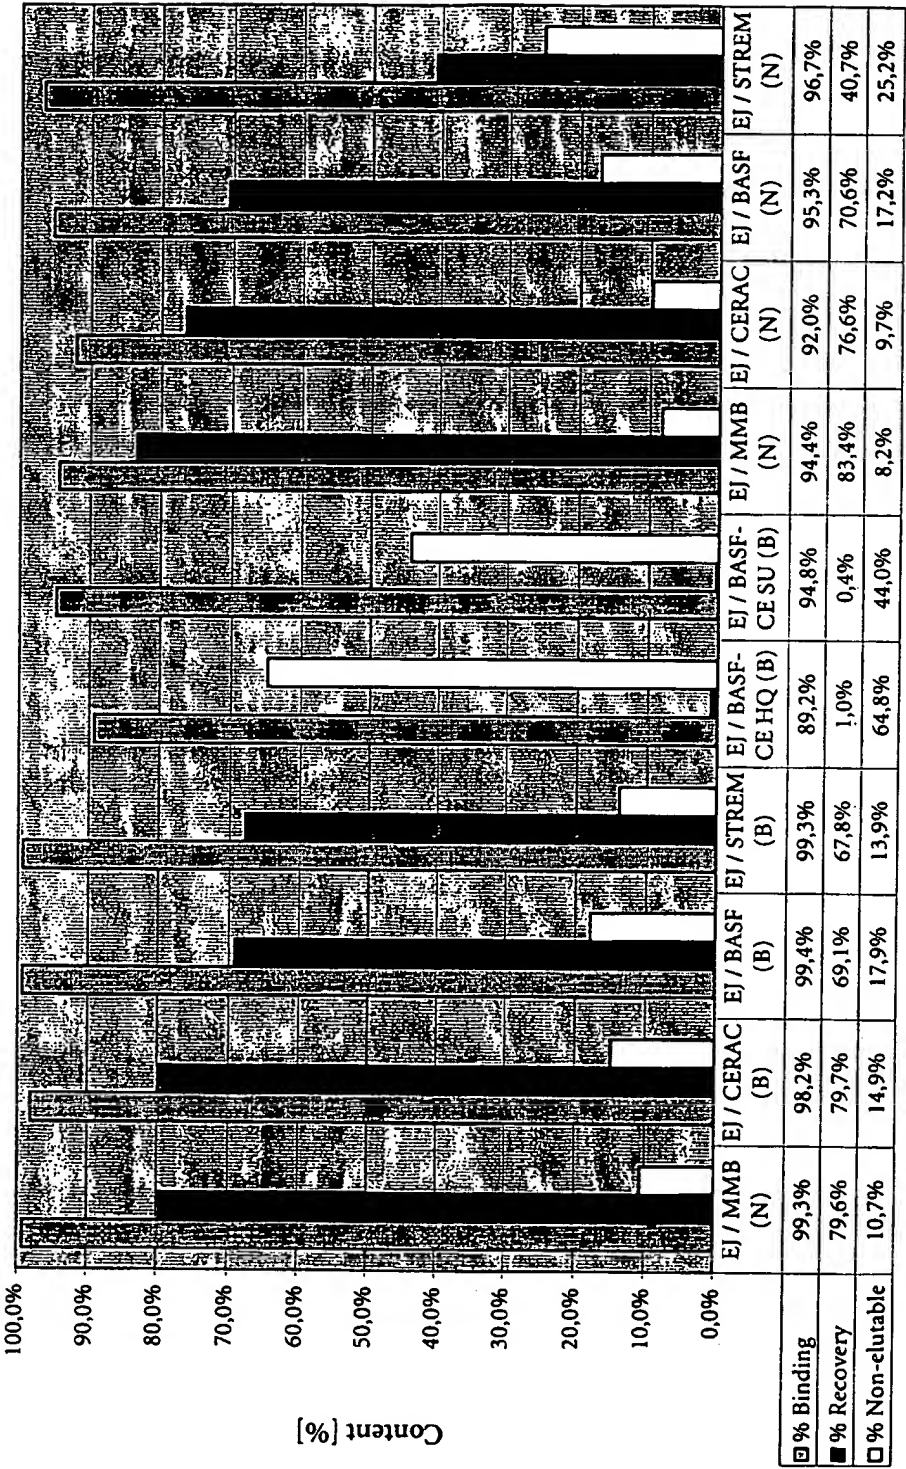 Content [%]
100,0%
90,0%
80,0%
70,0%
60,0%
50,0%
40,0%
30,0%
20,0%
10,0%
0,0%
EJ / MMB (N) EJ / CERAC (B) EJ / BASF (B) EJ / STREM (B) EJ / BASF-CE HQ (B) EJ / BASF-CE SU (B) EJ / MMB (N) EJ / CERAC (N) EJ / BASF (N) EJ / STREM (N)
% Binding 99,3% 98,2% 99,4% 99,3% 89,2% 94,8% 94,4% 92,0% 95,3% 96,7%
% Recovery 79,6% 79,7% 69,1% 67,8% 1,0% 0,4% 83,4% 76,6% 70,6% 40,7%
% Non-elutable 10,7% 14,9% 17,9% 13,9% 64,8% 44,0% 8,2% 9,7% 17,2% 25,2%